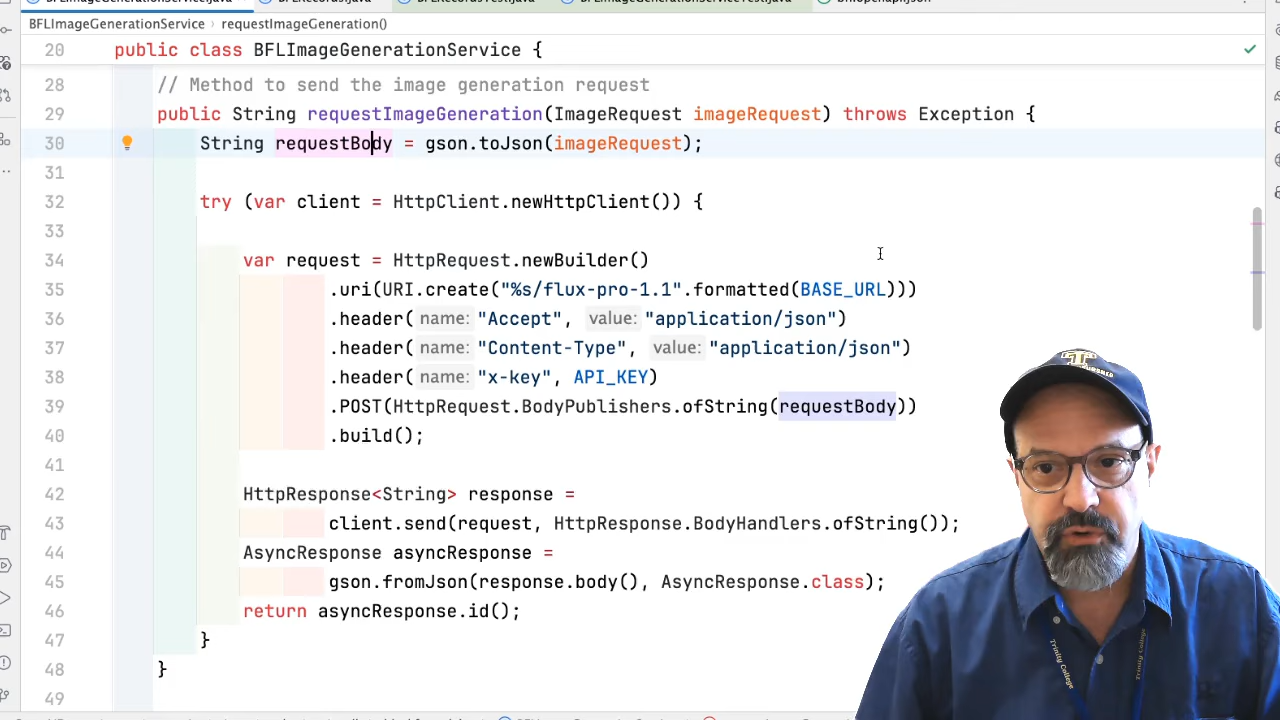 BFLImageGenerationService › requestImageGeneration()
20 public class BFLImageGenerationService {
28 // Method to send the image generation request
29 public String requestImageGeneration(ImageRequest imageRequest) throws Exception {
30 String requestBody = gson.toJson(imageRequest);
31
32 try (var client = HttpClient.newHttpClient()) {
33
34 var request = HttpRequest.newBuilder()
35 .uri(URI.create("%s/flux-pro-1.1".formatted(BASE_URL)))
36 .header( name: "Accept", value: "application/json")
37 .header( name: "Content-Type", value: "application/json")
38 .header( name: "x-key", API_KEY)
39 .POST(HttpRequest.BodyPublishers.ofString(requestBody))
40 .build();
41
42 HttpResponse<String> response =
43 client.send(request, HttpResponse.BodyHandlers.ofString());
44 AsyncResponse asyncResponse =
45 gson.fromJson(response.body(), AsyncResponse.class);
46 return asyncResponse.id();
47 }
48 }
49
Trinity College
Trinity College